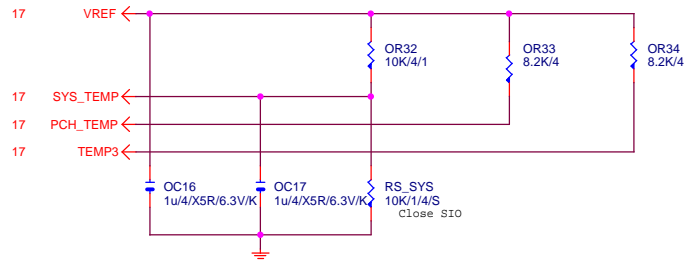 17 VREF
OR32
10K/4/1
OR33
8.2K/4
OR34
8.2K/4
17 SYS_TEMP
17 PCH_TEMP
17 TEMP3
OC16
1u/4/X5R/6.3V/K
OC17
1u/4/X5R/6.3V/K
RS_SYS
10K/1/4/S
Close SIO